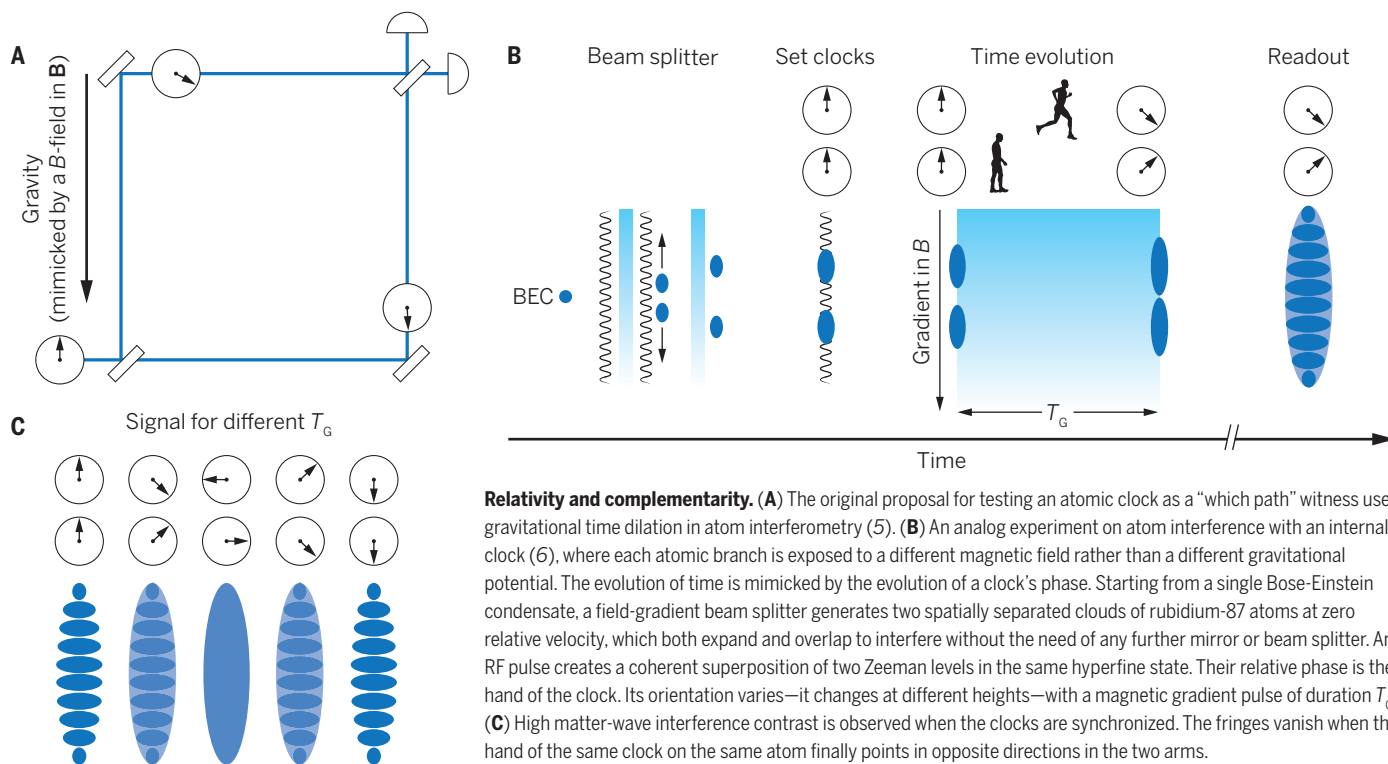 A
Gravity
(mimicked by a B-field in B)
B
Beam splitter
Set clocks
Time evolution
Readout
BEC
Gradient in B
T_G
Time
C
Signal for different T_G
Relativity and complementarity. (A) The original proposal for testing an atomic clock as a “which path” witness use
gravitational time dilation in atom interferometry (5). (B) An analog experiment on atom interference with an internal
clock (6), where each atomic branch is exposed to a different magnetic field rather than a different gravitational
potential. The evolution of time is mimicked by the evolution of a clock’s phase. Starting from a single Bose-Einstein
condensate, a field-gradient beam splitter generates two spatially separated clouds of rubidium-87 atoms at zero
relative velocity, which both expand and overlap to interfere without the need of any further mirror or beam splitter. An
RF pulse creates a coherent superposition of two Zeeman levels in the same hyperfine state. Their relative phase is the
hand of the clock. Its orientation varies—it changes at different heights—with a magnetic gradient pulse of duration T_G
(C) High matter-wave interference contrast is observed when the clocks are synchronized. The fringes vanish when th
hand of the same clock on the same atom finally points in opposite directions in the two arms.